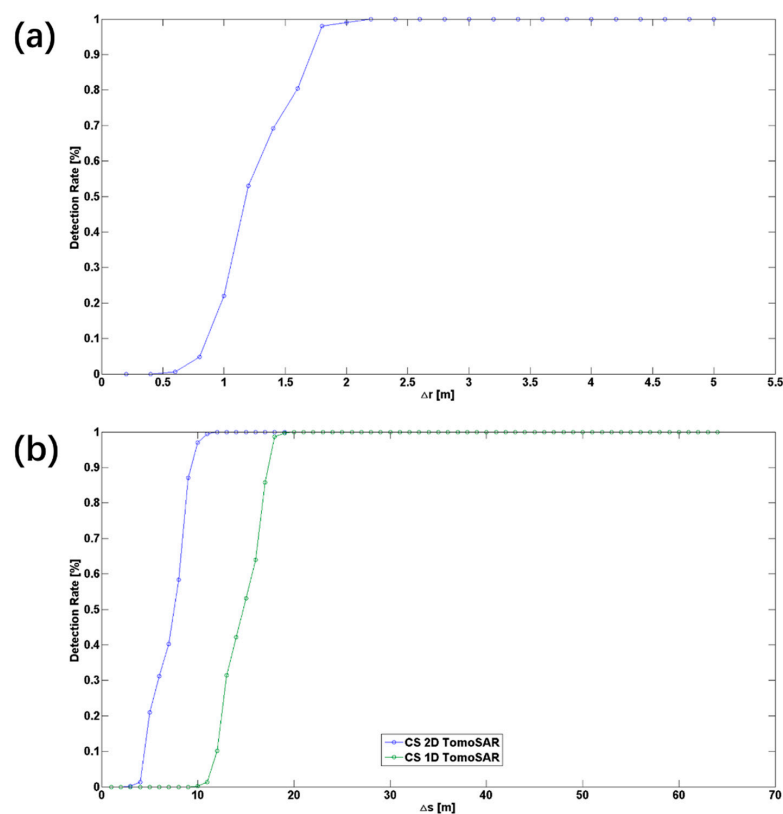 (a)
1
0.9
0.8
0.7
0.6
0.5
0.4
0.3
0.2
0.1
0
Detection Rate [%]
0 0.5 1 1.5 2 2.5 3 3.5 4 4.5 5 5.5
Δr [m]
(b)
1
0.9
0.8
0.7
0.6
0.5
0.4
0.3
0.2
0.1
0
Detection Rate [%]
CS 2D TomoSAR
CS 1D TomoSAR
0 10 20 30 40 50 60 70
Δs [m]